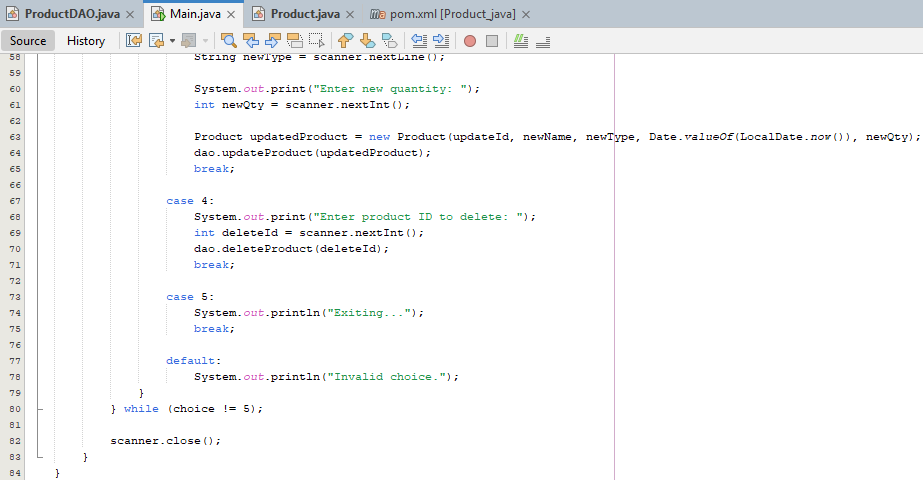 ProductDAO.java Main.java Product.java pom.xml [Product_java]
Source History
58 String newType = scanner.nextLine();
59
60 System.out.print("Enter new quantity: ");
61 int newQty = scanner.nextInt();
62
63 Product updatedProduct = new Product(updateId, newName, newType, Date.valueOf(LocalDate.now()), newQty);
64 dao.updateProduct(updatedProduct);
65 break;
66
67 case 4:
68 System.out.print("Enter product ID to delete: ");
69 int deleteId = scanner.nextInt();
70 dao.deleteProduct(deleteId);
71 break;
72
73 case 5:
74 System.out.println("Exiting...");
75 break;
76
77 default:
78 System.out.println("Invalid choice.");
79 }
80 } while (choice != 5);
81
82 scanner.close();
83 }
84 }